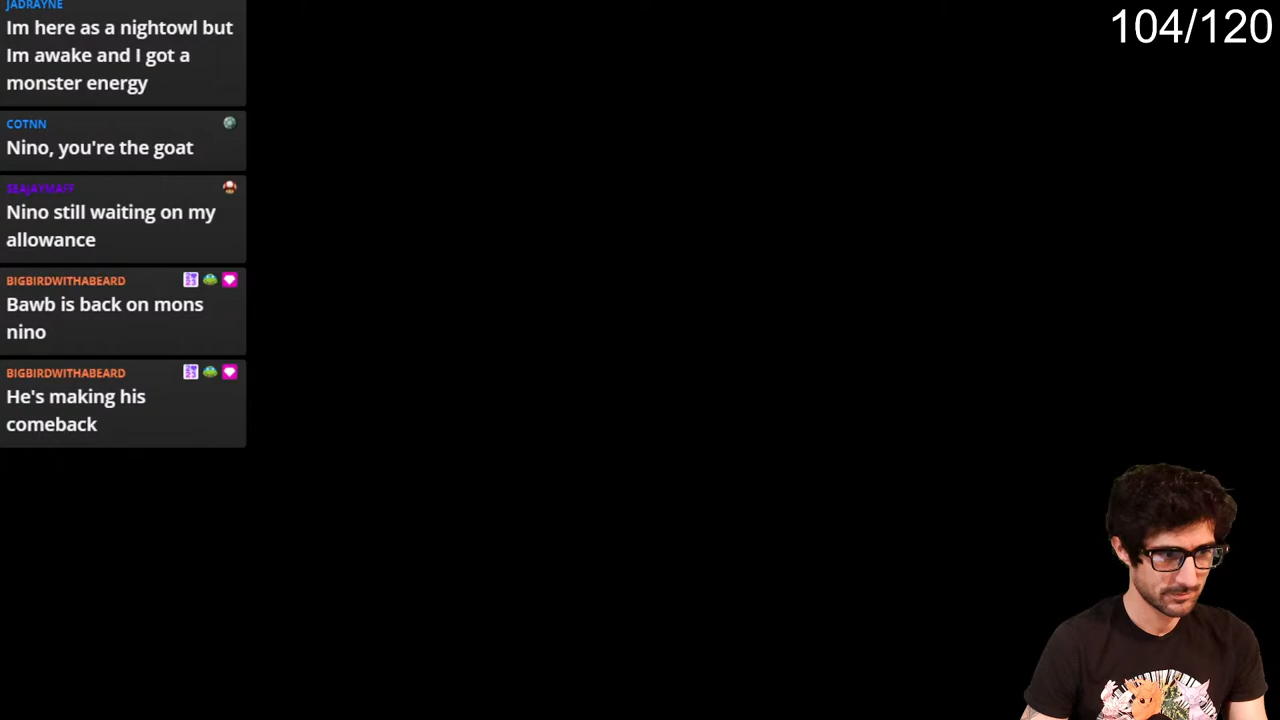 JADRAYNE
Im here as a nightowl but
Im awake and I got a
monster energy
COTNN
Nino, you're the goat
SEAJAYMAFF
Nino still waiting on my
allowance
BIGBIRDWITHABEARD
Bawb is back on mons
nino
BIGBIRDWITHABEARD
He's making his
comeback
104/120